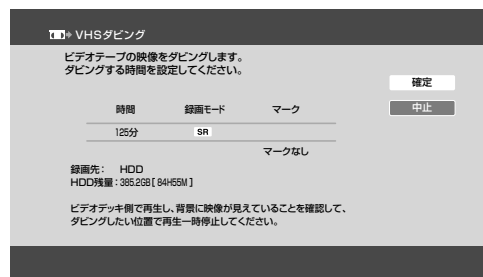 VHSダビング
ビデオテープの映像をダビングします。
ダビングする時間を設定してください。
確定
中止
時間 録画モード マーク
125分 SR
マークなし
録画先： HDD
HDD残量：385.2GB[ 84H55M ]
ビデオデッキ側で再生し、背景に映像が見えていることを確認して、
ダビングしたい位置で再生一時停止してください。